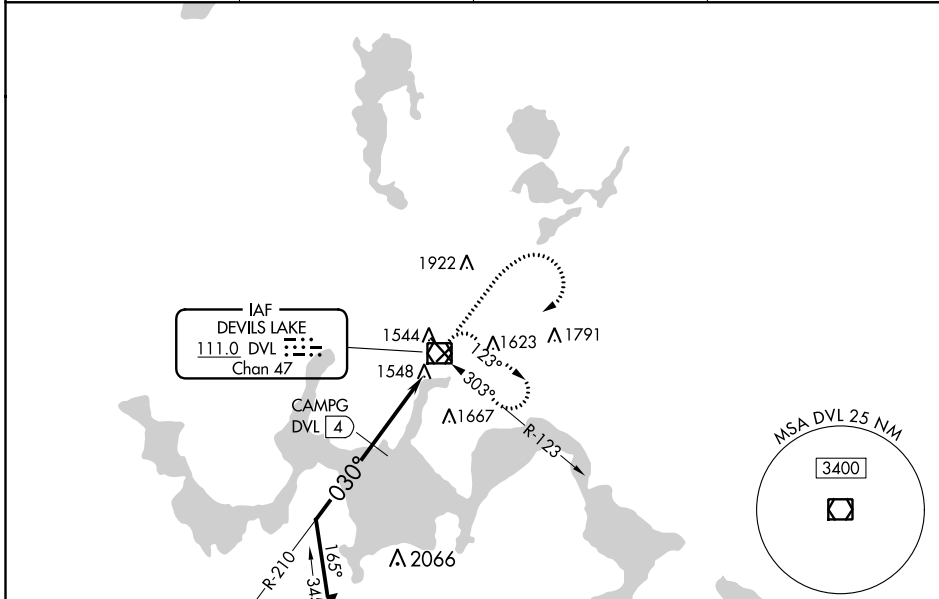 1922
IAF
DEVILS LAKE
111.0 DVL
Chan 47
1544
1623
1791
123°
1548
303°
CAMPG
DVL 4
1667
R-123
MSA DVL 25 NM
3400
030°
2066
R-210
165°